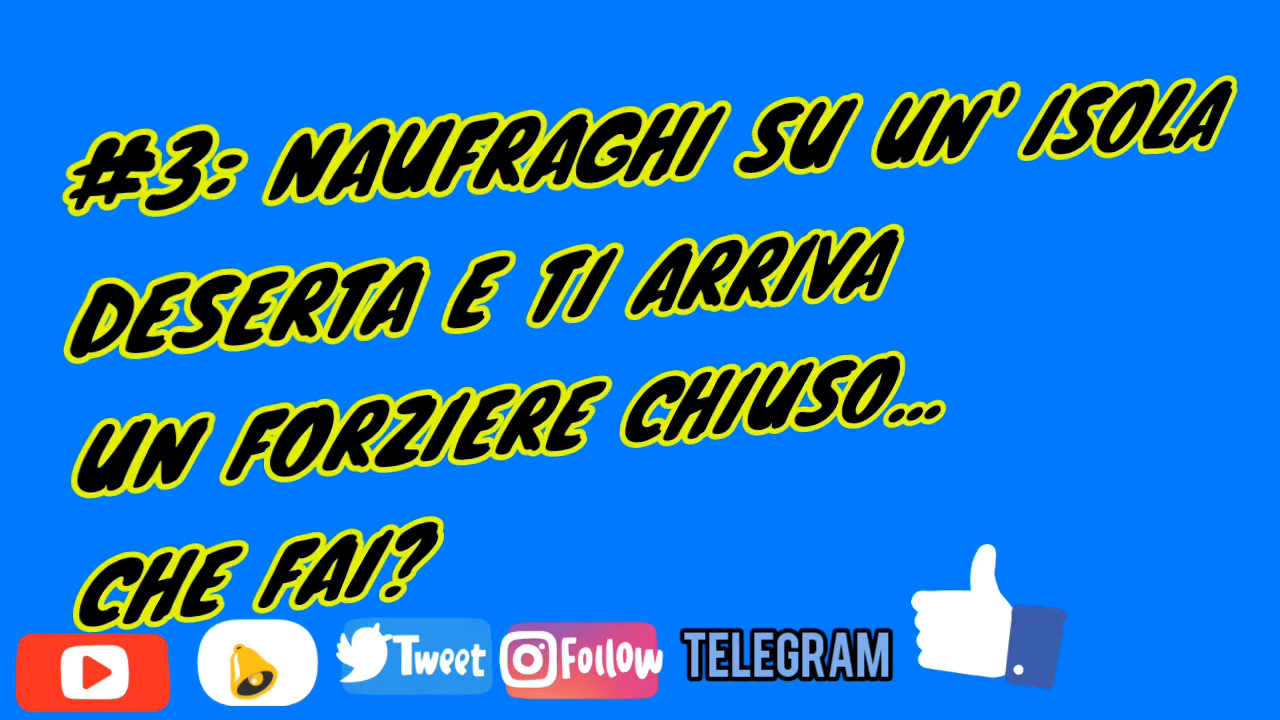 #3: NAUFRAGHI SU UN' ISOLA
DESERTA E TI ARRIVA
UN FORZIERE CHIUSO...
CHE FAI?
Tweet Follow TELEGRAM